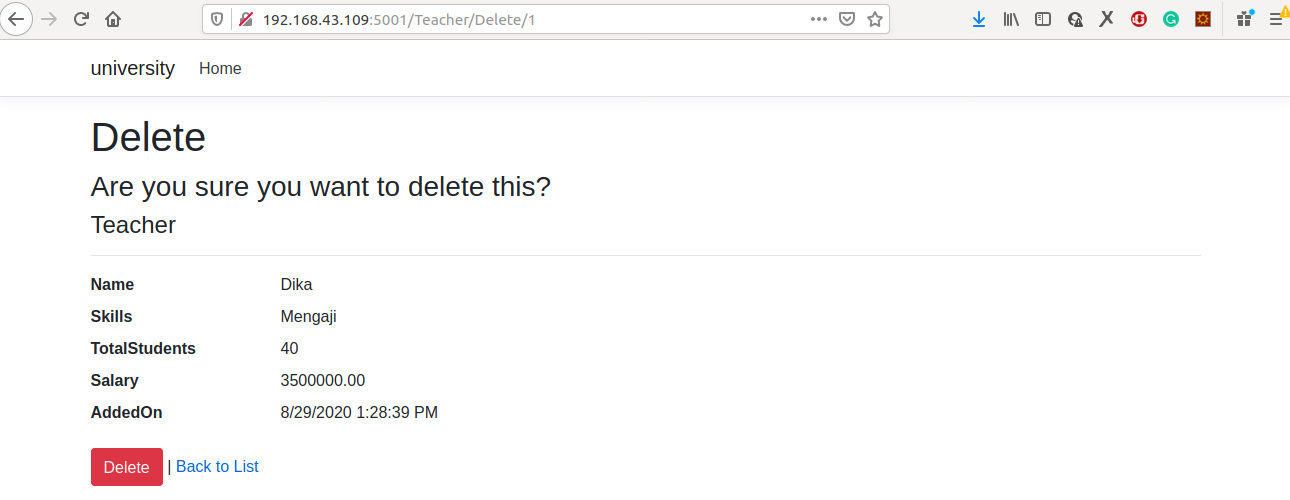 192.168.43.109:5001/Teacher/Delete/1
university Home
Delete
Are you sure you want to delete this?
Teacher
Name Dika
Skills Mengaji
TotalStudents 40
Salary 3500000.00
AddedOn 8/29/2020 1:28:39 PM
Delete | Back to List